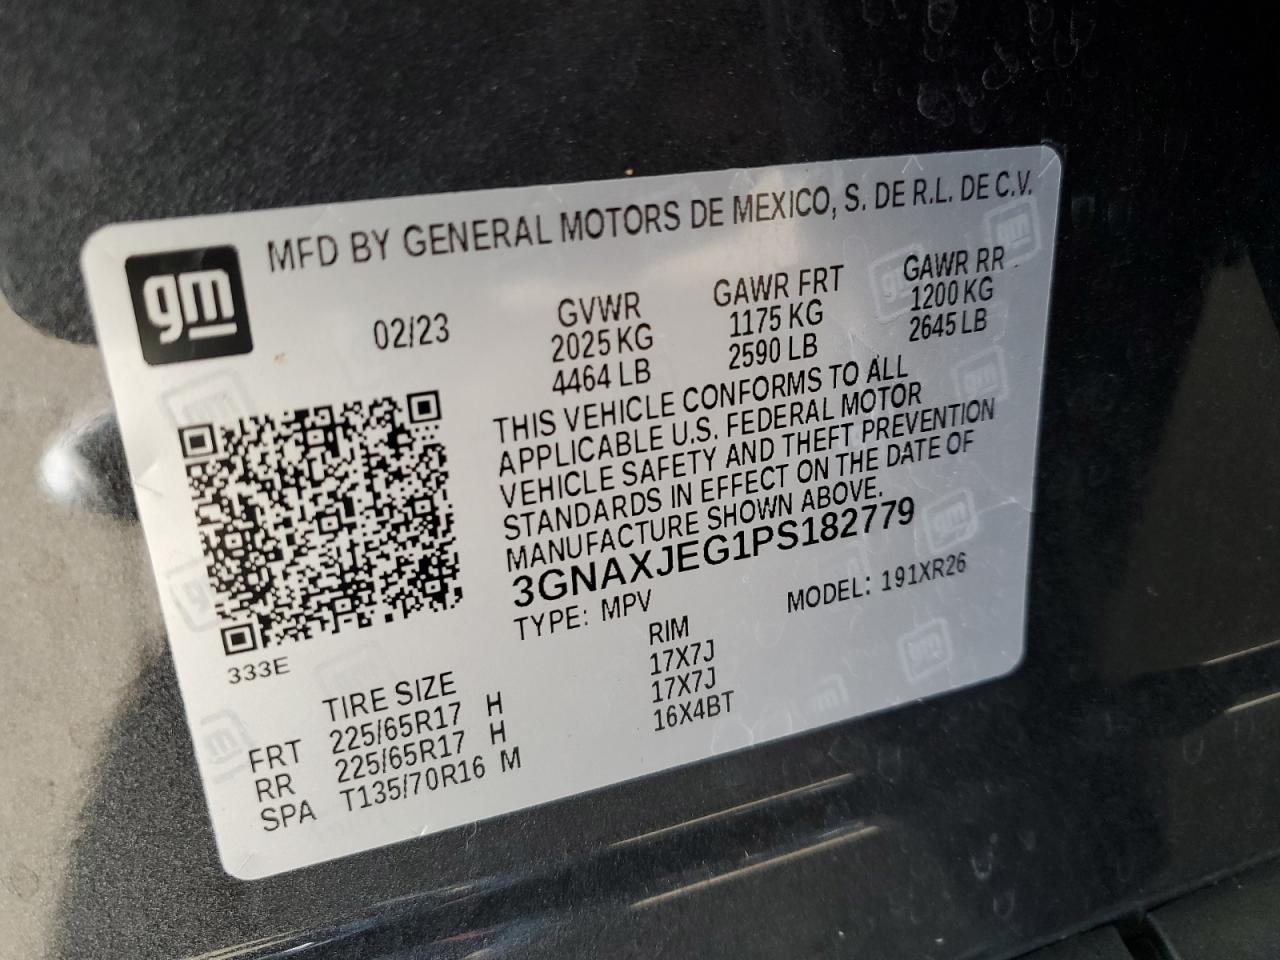 gm
MFD BY GENERAL MOTORS DE MEXICO, S. DE R.L. DE C.V.
02/23
GVWR
2025 KG
4464 LB
GAWR FRT
1175 KG
2590 LB
GAWR RR
1200 KG
2645 LB
THIS VEHICLE CONFORMS TO ALL
APPLICABLE U.S. FEDERAL MOTOR
VEHICLE SAFETY AND THEFT PREVENTION
STANDARDS IN EFFECT ON THE DATE OF
MANUFACTURE SHOWN ABOVE.
3GNAXJEG1PS182779
TYPE: MPV
MODEL: 191XR26
333E
TIRE SIZE RIM
FRT 225/65R17 H 17X7J
RR 225/65R17 H 17X7J
SPA T135/70R16 M 16X4BT